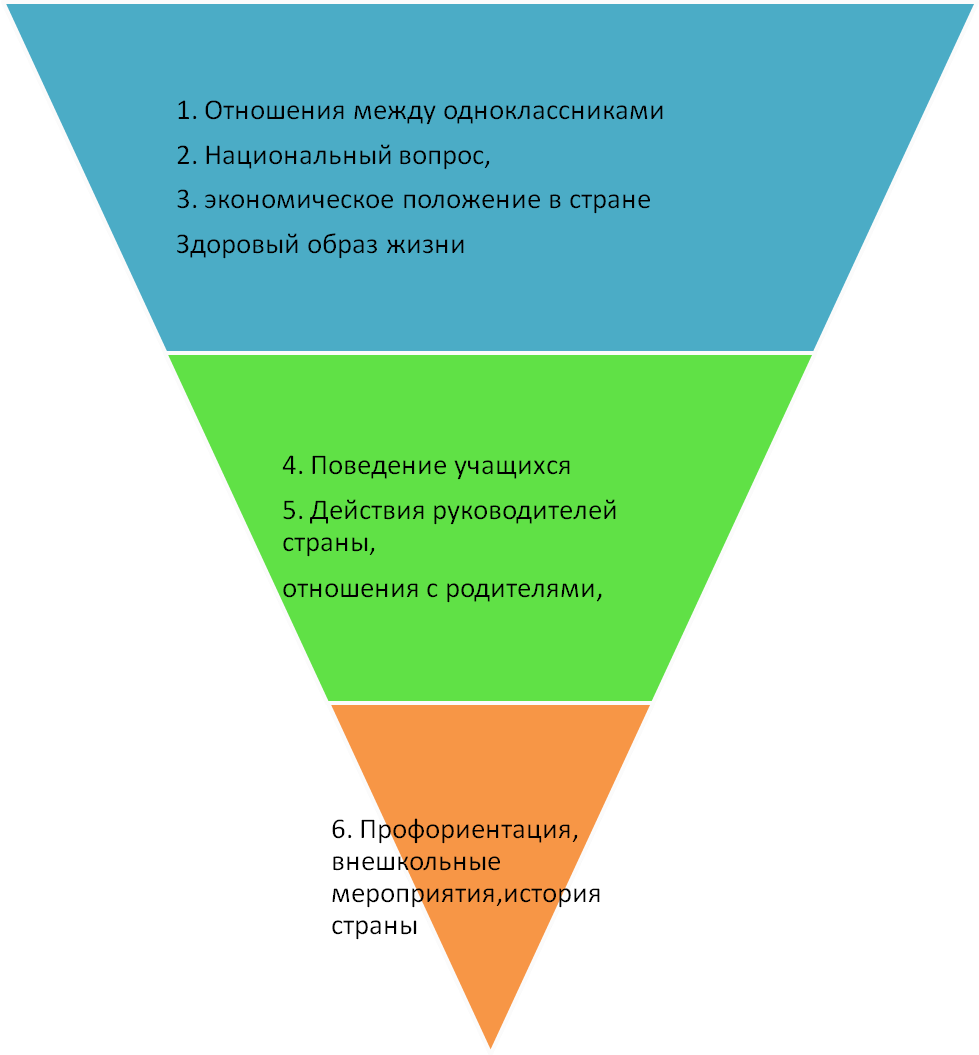 1. Отношения между одноклассниками
2. Национальный вопрос,
3. экономическое положение в стране
Здоровый образ жизни
4. Поведение учащихся
5. Действия руководителей
страны,
отношения с родителями,
6. Профориентация,
внешкольные
мероприятия,история
страны